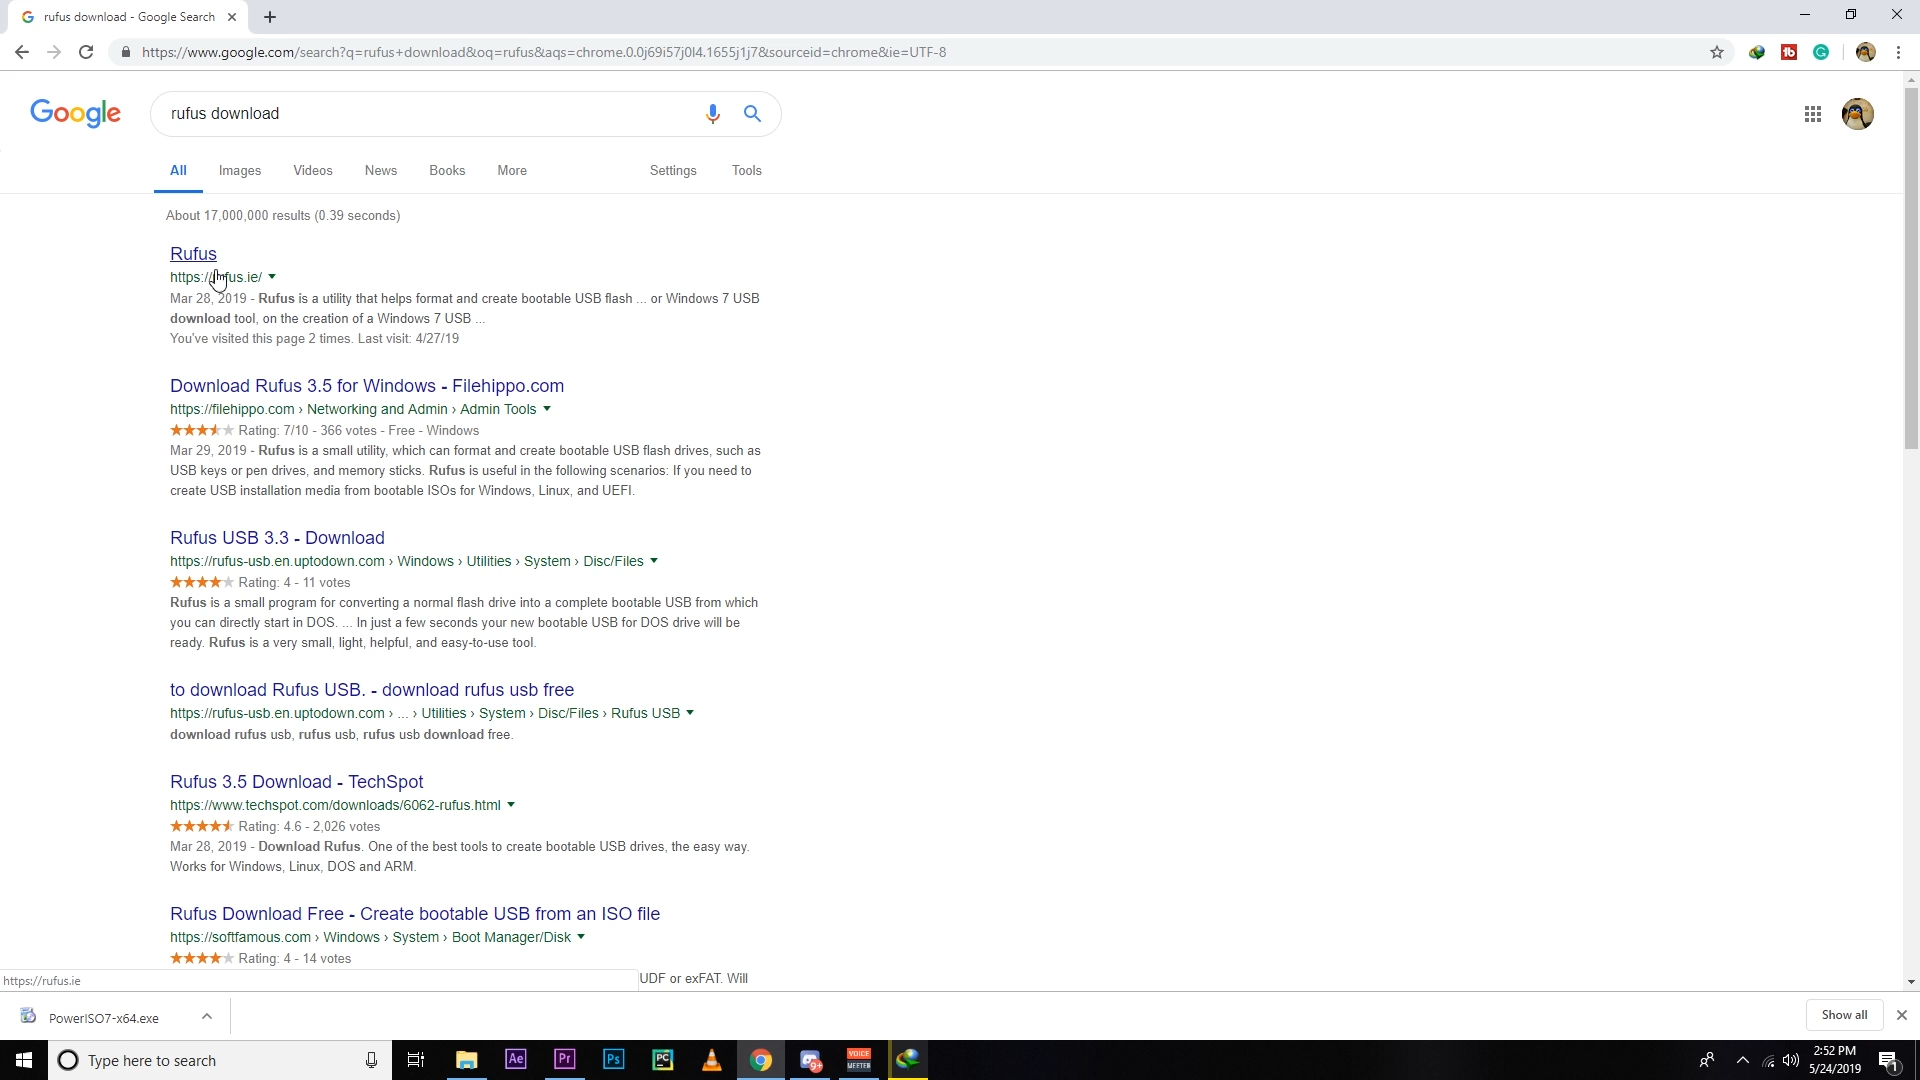 rufus download - Google Search
https://www.google.com/search?q=rufus+download&oq=rufus&aqs=chrome.0.0j69i57j0l4.1655j1j7&sourceid=chrome&ie=UTF-8
Google
rufus download
All Images Videos News Books More Settings Tools
About 17,000,000 results (0.39 seconds)
Rufus
https://rufus.ie/
Mar 28, 2019 - Rufus is a utility that helps format and create bootable USB flash ... or Windows 7 USB
download tool, on the creation of a Windows 7 USB ...
You've visited this page 2 times. Last visit: 4/27/19
Download Rufus 3.5 for Windows - Filehippo.com
https://filehippo.com › Networking and Admin › Admin Tools
Rating: 7/10 - 366 votes - Free - Windows
Mar 29, 2019 - Rufus is a small utility, which can format and create bootable USB flash drives, such as
USB keys or pen drives, and memory sticks. Rufus is useful in the following scenarios: If you need to
create USB installation media from bootable ISOs for Windows, Linux, and UEFI.
Rufus USB 3.3 - Download
https://rufus-usb.en.uptodown.com › Windows › Utilities › System › Disc/Files
Rating: 4 - 11 votes
Rufus is a small program for converting a normal flash drive into a complete bootable USB from which
you can directly start in DOS. ... In just a few seconds your new bootable USB for DOS drive will be
ready. Rufus is a very small, light, helpful, and easy-to-use tool.
to download Rufus USB. - download rufus usb free
https://rufus-usb.en.uptodown.com › ... › Utilities › System › Disc/Files › Rufus USB
download rufus usb, rufus usb, rufus usb download free.
Rufus 3.5 Download - TechSpot
https://www.techspot.com/downloads/6062-rufus.html
Rating: 4.6 - 2,026 votes
Mar 28, 2019 - Download Rufus. One of the best tools to create bootable USB drives, the easy way.
Works for Windows, Linux, DOS and ARM.
Rufus Download Free - Create bootable USB from an ISO file
https://softfamous.com › Windows › System › Boot Manager/Disk
Rating: 4 - 14 votes
UDF or exFAT. Will
https://rufus.ie
PowerISO7-x64.exe
Show all
Type here to search
Ae Pr Ps PC
9+
VOICE
MEETER
2:52 PM
5/24/2019
1